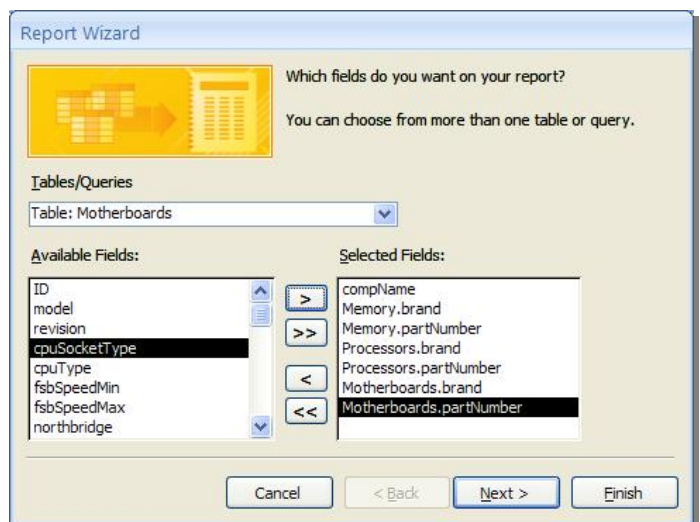 Report Wizard
Which fields do you want on your report?
You can choose from more than one table or query.
Tables/Queries
Table: Motherboards
Available Fields:
ID
model
revision
cpuSocketType
cpuType
fsbSpeedMin
fsbSpeedMax
northbridge
>
>>
<
<<
Selected Fields:
compName
Memory.brand
Memory.partNumber
Processors.brand
Processors.partNumber
Motherboards.brand
Motherboards.partNumber
Cancel
< Back
Next >
Finish